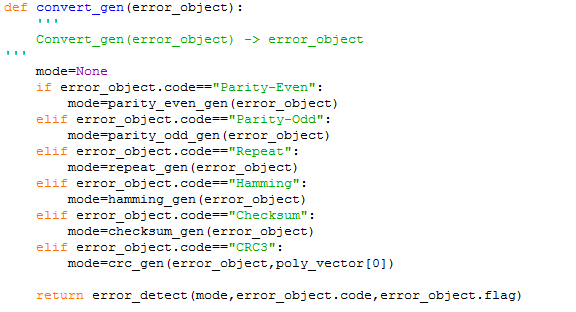 def convert_gen(error_object):
    '''
    Convert_gen(error_object) -> error_object
'''
    mode=None
    if error_object.code=="Parity-Even":
        mode=parity_even_gen(error_object)
    elif error_object.code=="Parity-Odd":
        mode=parity_odd_gen(error_object)
    elif error_object.code=="Repeat":
        mode=repeat_gen(error_object)
    elif error_object.code=="Hamming":
        mode=hamming_gen(error_object)
    elif error_object.code=="Checksum":
        mode=checksum_gen(error_object)
    elif error_object.code=="CRC3":
        mode=crc_gen(error_object,poly_vector[0])

    return error_detect(mode,error_object.code,error_object.flag)